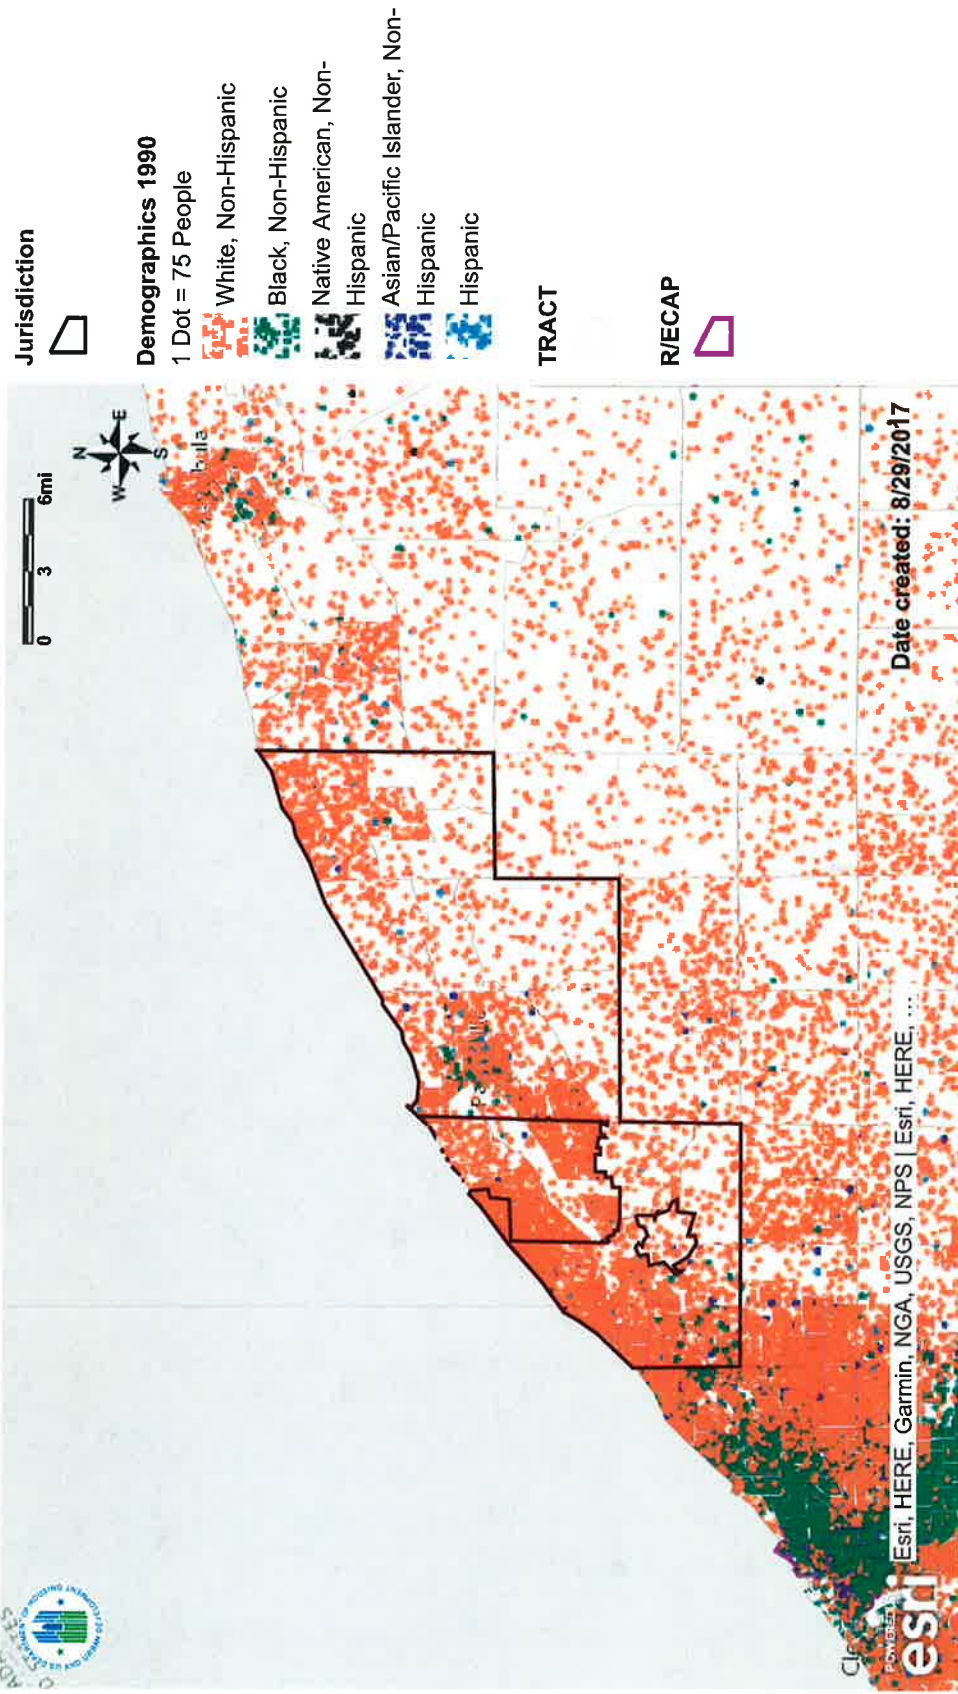 Jurisdiction
Demographics 1990
1 Dot = 75 People
White, Non-Hispanic
Black, Non-Hispanic
Native American, Non-
Hispanic
Asian/Pacific Islander, Non-
Hispanic
Hispanic
TRACT
R/ECAP
N
W
E
S
0 3 6mi
Date created: 8/29/2017
Esri, HERE, Garmin, NGA, USGS, NPS | Esri, HERE, ...
POWERED
esri
Cle